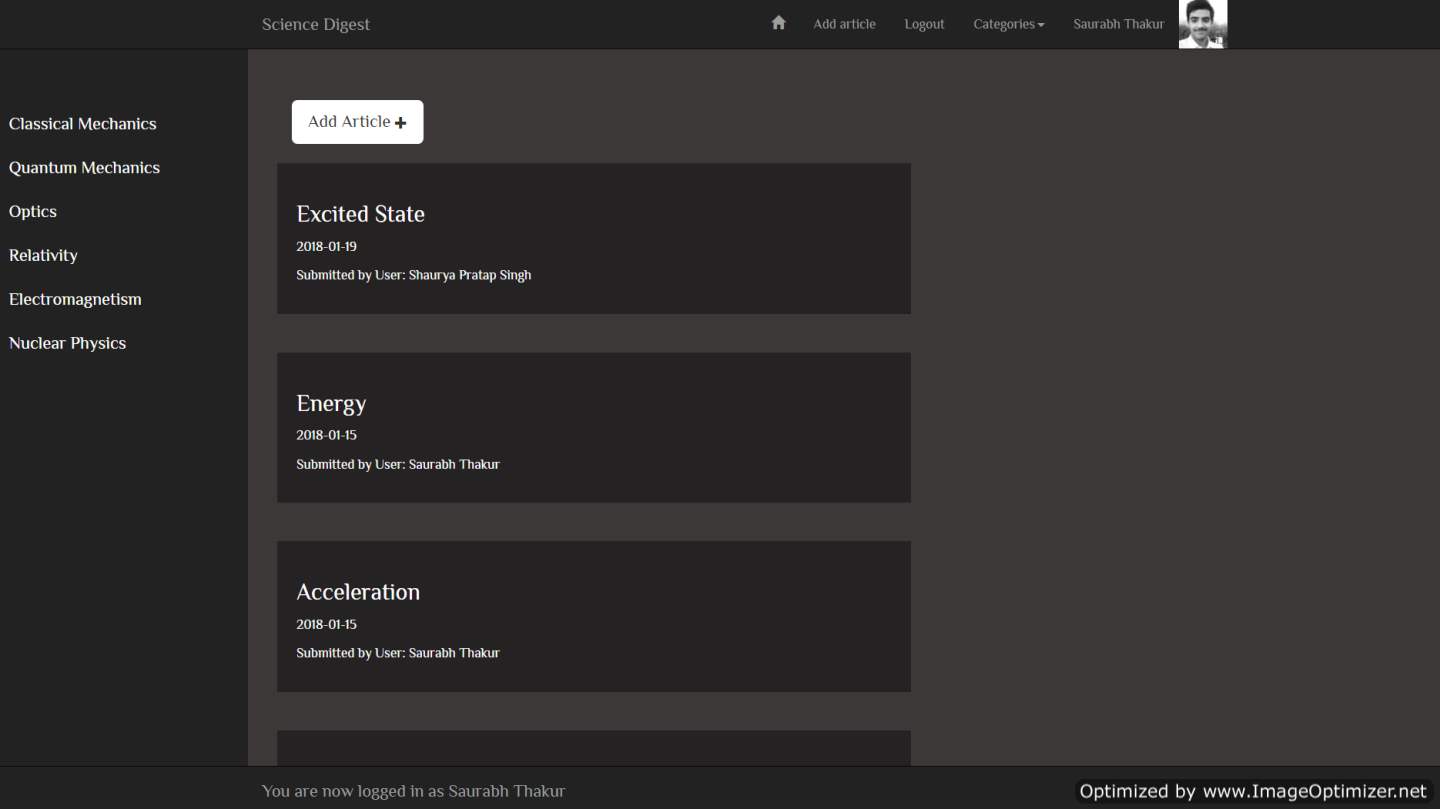 Science Digest
Add article
Logout
Categories
Saurabh Thakur
Classical Mechanics
Quantum Mechanics
Optics
Relativity
Electromagnetism
Nuclear Physics
Add Article
Excited State
2018-01-19
Submitted by User: Shaurya Pratap Singh
Energy
2018-01-15
Submitted by User: Saurabh Thakur
Acceleration
2018-01-15
Submitted by User: Saurabh Thakur
You are now logged in as Saurabh Thakur
Optimized by www.ImageOptimizer.net